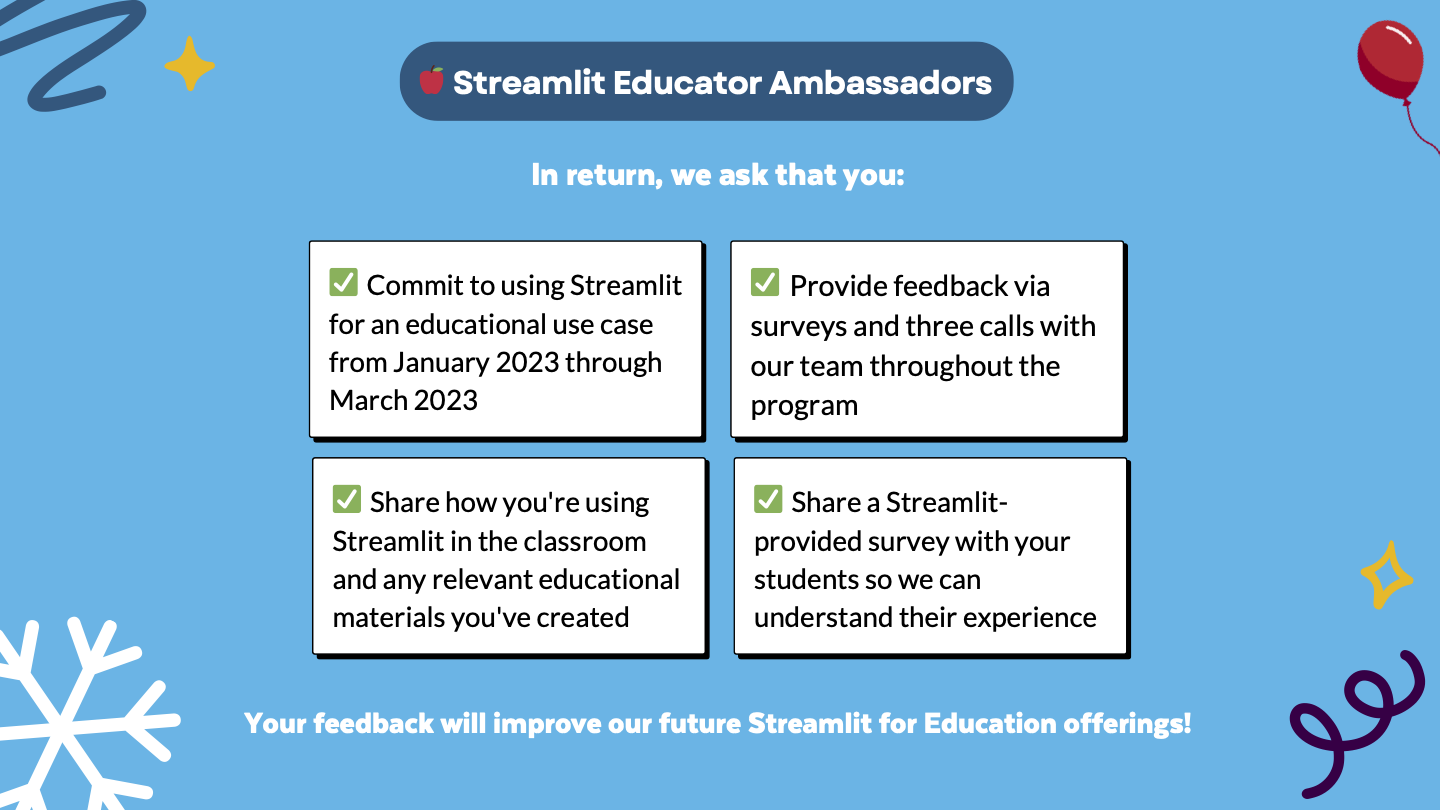 Streamlit Educator Ambassadors
In return, we ask that you:
Commit to using Streamlit
for an educational use case
from January 2023 through
March 2023
Provide feedback via
surveys and three calls with
our team throughout the
program
Share how you're using
Streamlit in the classroom
and any relevant educational
materials you've created
Share a Streamlit-
provided survey with your
students so we can
understand their experience
Your feedback will improve our future Streamlit for Education offerings!